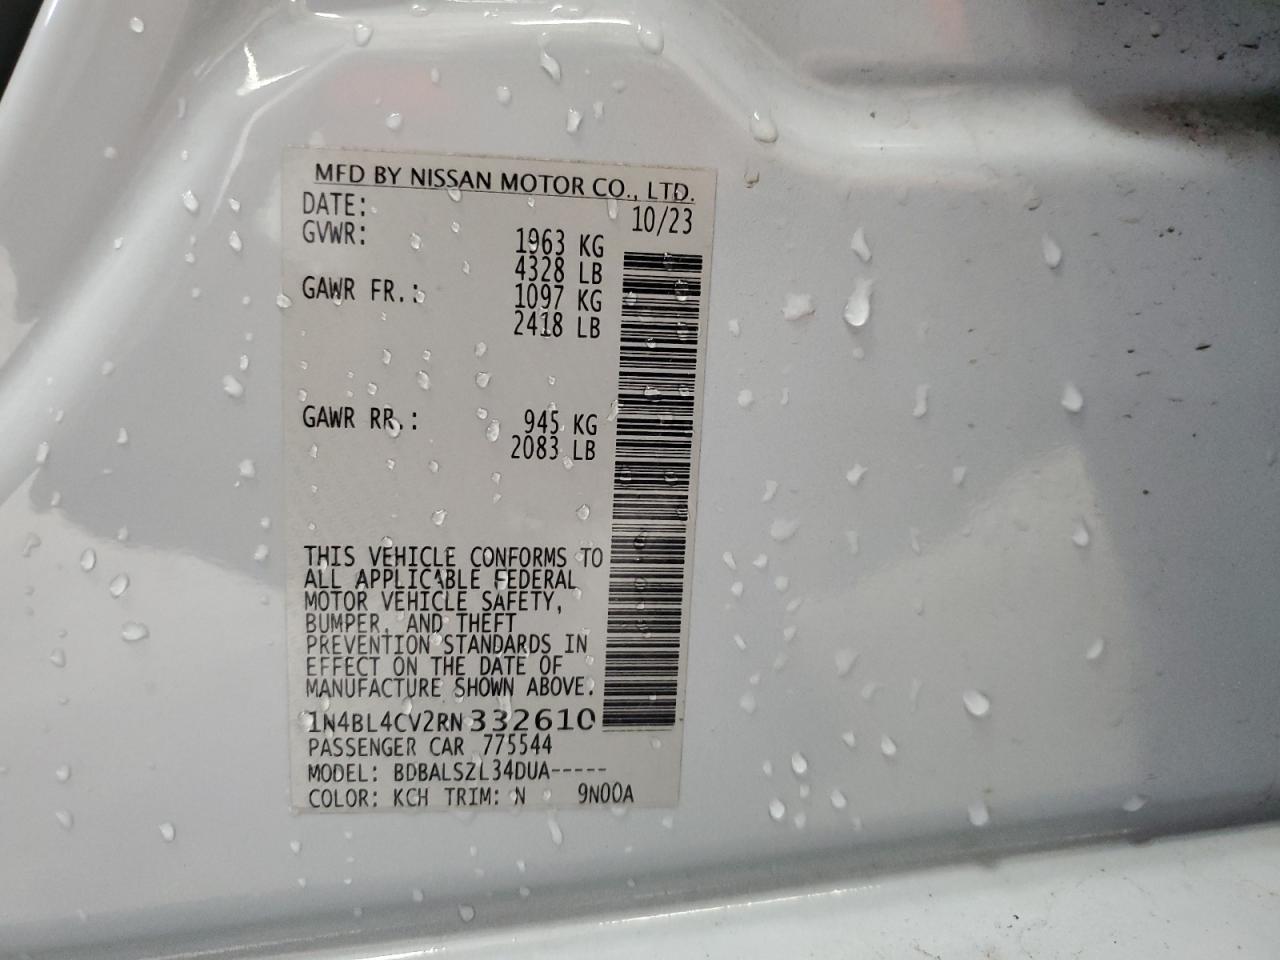 MFD BY NISSAN MOTOR CO., LTD.
DATE: 10/23
GVWR: 1963 KG
4328 LB
GAWR FR.: 1097 KG
2418 LB
GAWR RR.: 945 KG
2083 LB
THIS VEHICLE CONFORMS TO
ALL APPLICABLE FEDERAL
MOTOR VEHICLE SAFETY,
BUMPER, AND THEFT
PREVENTION STANDARDS IN
EFFECT ON THE DATE OF
MANUFACTURE SHOWN ABOVE.
1N4BL4CV2RN332610
PASSENGER CAR 775544
MODEL: BDBALSZL34DUA-----
COLOR: KCH TRIM: N 9N00A